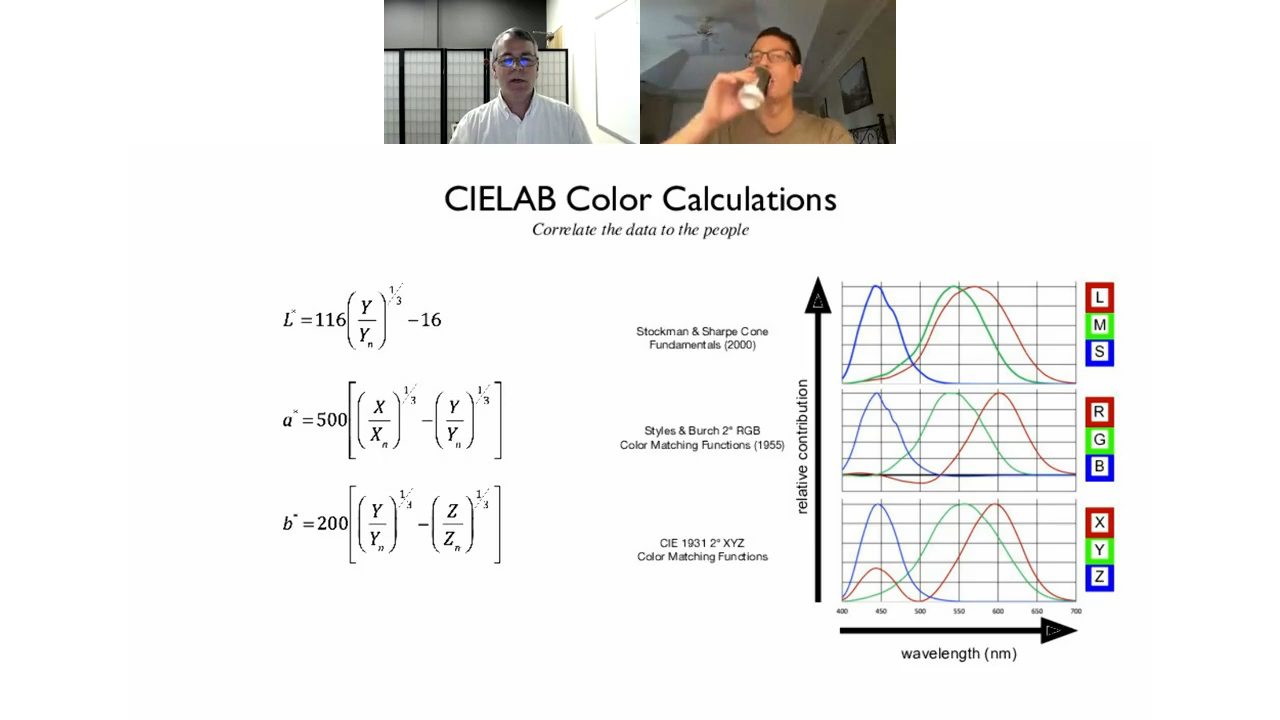 CIELAB Color Calculations
Correlate the data to the people
L* = 116 (Y/Yn)^1/3 − 16
a* = 500 [(X/Xn)^1/3 − (Y/Yn)^1/3]
b* = 200 [(Y/Yn)^1/3 − (Z/Zn)^1/3]
Stockman & Sharpe Cone
Fundamentals (2000)
Styles & Burch 2° RGB
Color Matching Functions (1955)
CIE 1931 2° XYZ
Color Matching Functions
relative contribution
L
M
S
R
G
B
X
Y
Z
400 450 500 550 600 650 700
wavelength (nm)